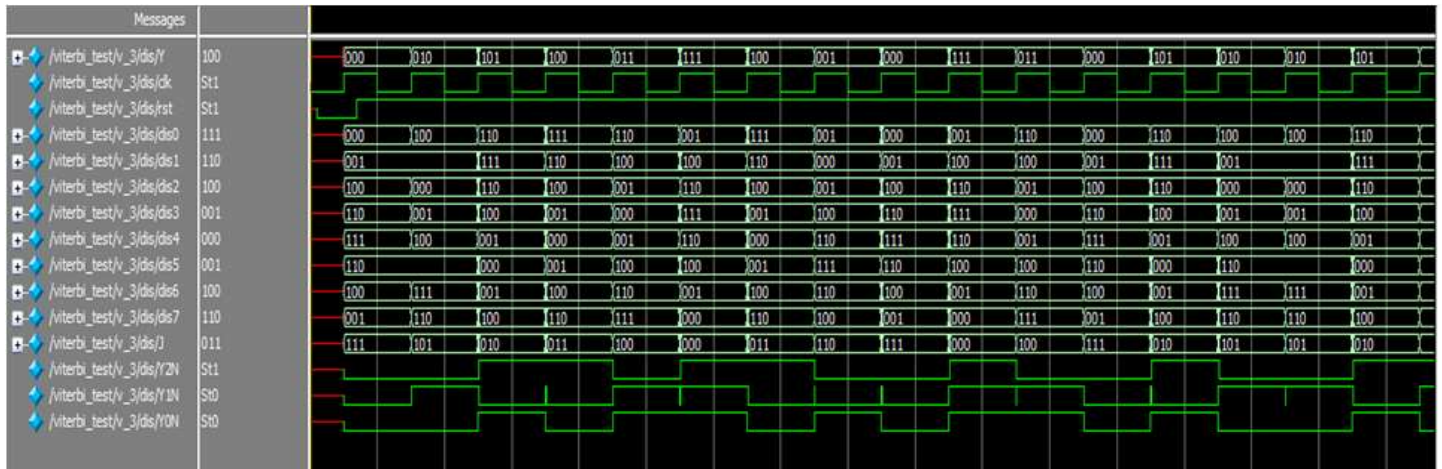 Messages
/viterbi_test/v_3/dis/Y 100 000 010 101 100 011 111 100 001 000 111 011 000 101 010 010 101
/viterbi_test/v_3/dis/clk St1
/viterbi_test/v_3/dis/rst St1
/viterbi_test/v_3/dis/dis0 111 000 100 110 111 110 001 111 001 000 001 110 000 110 100 100 110
/viterbi_test/v_3/dis/dis1 110 001 111 110 100 100 110 000 001 100 100 001 111 001 111
/viterbi_test/v_3/dis/dis2 100 100 000 110 100 001 110 100 001 100 110 001 100 110 000 000 110
/viterbi_test/v_3/dis/dis3 001 110 001 100 001 000 111 001 100 110 111 000 110 100 001 001 100
/viterbi_test/v_3/dis/dis4 000 111 100 001 000 001 110 000 110 111 110 001 111 001 100 100 001
/viterbi_test/v_3/dis/dis5 001 110 000 001 100 100 001 111 110 100 100 110 000 110 000
/viterbi_test/v_3/dis/dis6 100 100 111 001 100 110 001 100 110 100 001 110 100 001 111 111 001
/viterbi_test/v_3/dis/dis7 110 001 110 100 110 111 000 110 100 001 000 111 001 100 110 110 100
/viterbi_test/v_3/dis/J 011 111 101 010 011 100 000 011 110 111 000 100 111 010 101 101 010
/viterbi_test/v_3/dis/Y2N St1
/viterbi_test/v_3/dis/Y1N St0
/viterbi_test/v_3/dis/Y0N St0